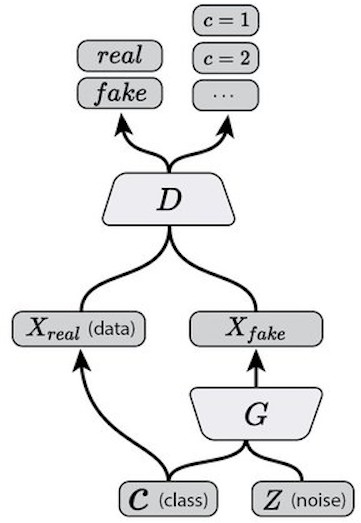 c = 1
real
c = 2
fake
...
D
X_real (data)
X_fake
G
C (class)
Z (noise)